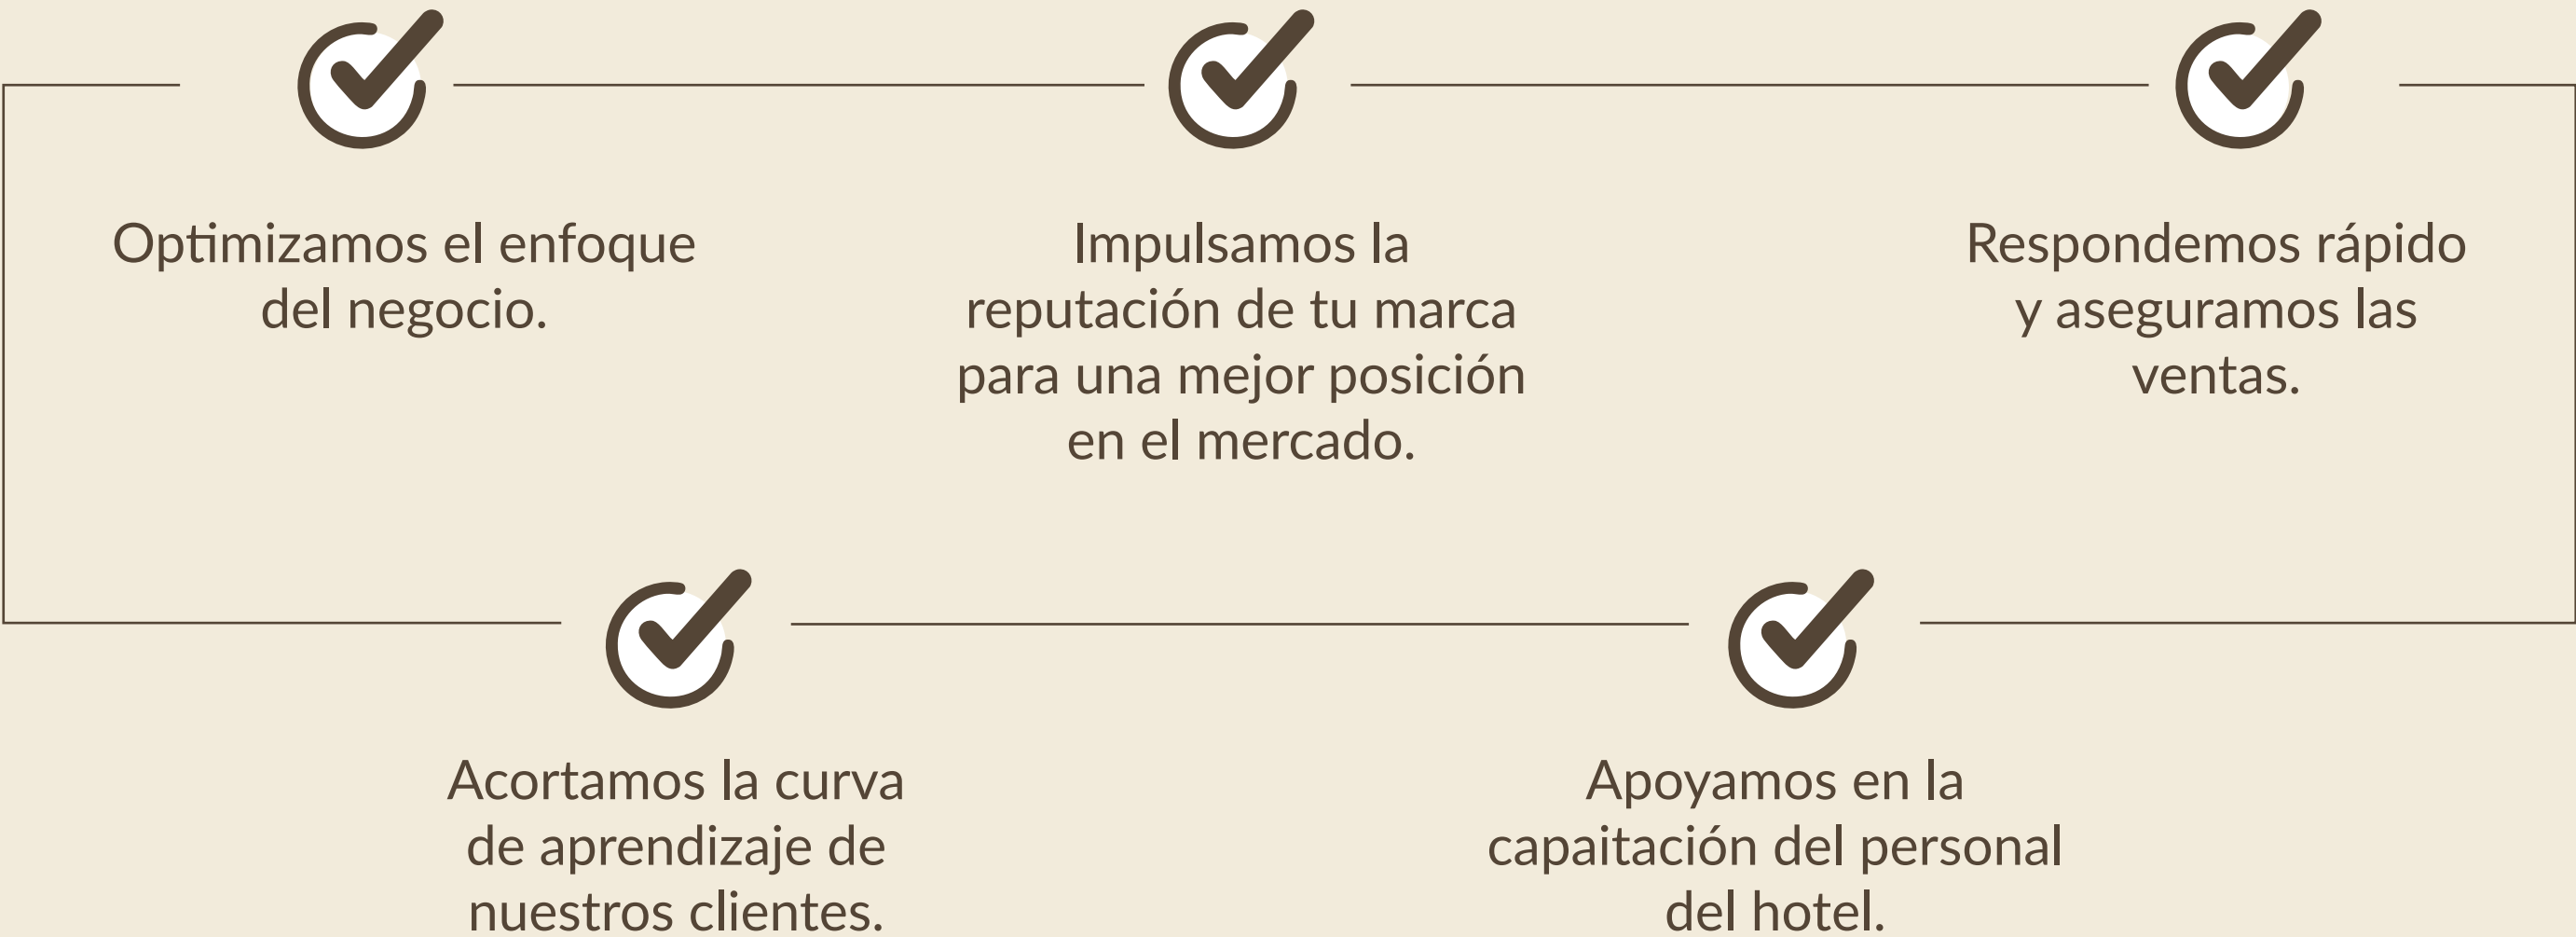 Optimizamos el enfoque
del negocio.
Impulsamos la
reputación de tu marca
para una mejor posición
en el mercado.
Respondemos rápido
y aseguramos las
ventas.
Acortamos la curva
de aprendizaje de
nuestros clientes.
Apoyamos en la
capaitación del personal
del hotel.